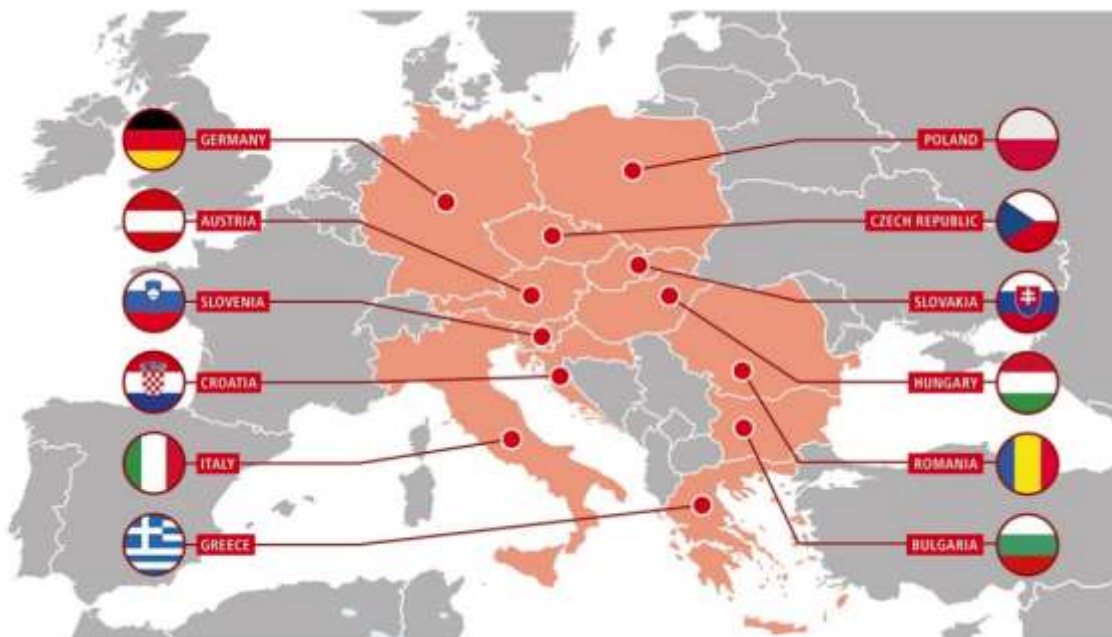 GERMANY
AUSTRIA
SLOVENIA
CROATIA
ITALY
GREECE
POLAND
CZECH REPUBLIC
SLOVAKIA
HUNGARY
ROMANIA
BULGARIA